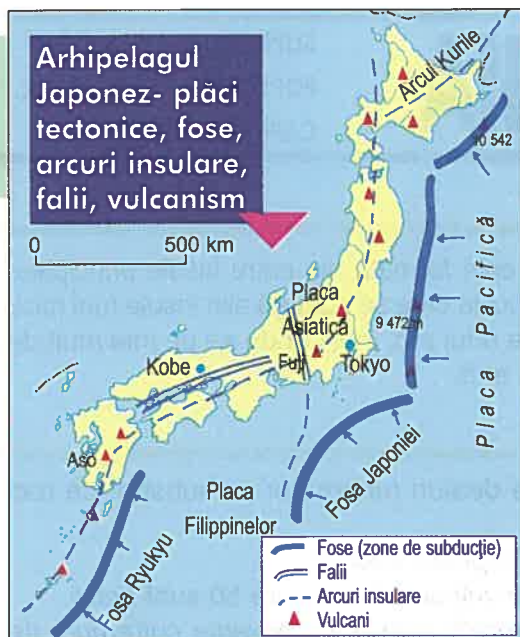 Arhipelagul
Japonez- plăci
tectonice, fose,
arcuri insulare,
falii, vulcanism
0 500 km
Arcul Kurile
10 542
Placa Pacifică
Placa
Asiatica
9 472m
Kobe
Fuji
Tokyo
Aso
Fosa Japoniei
Placa
Filippinelor
Fosa Ryukyu
Fose (zone de subducție)
Falii
Arcuri insulare
Vulcani